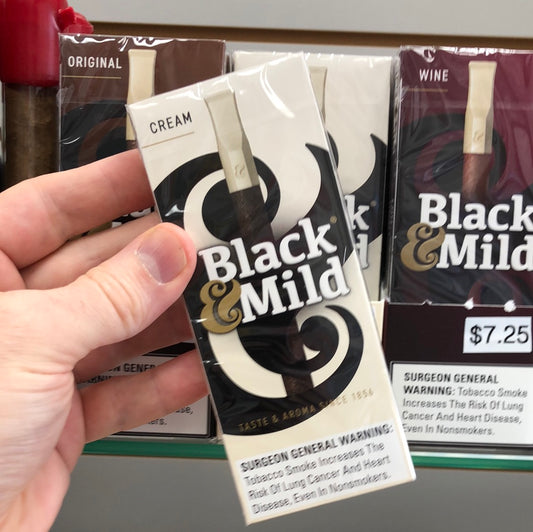 ORIGINAL
CREAM
Black
& Mild
TASTE & AROMA SINCE 1856
SURGEON GENERAL WARNING:
Tobacco Smoke Increases The
Risk Of Lung Cancer And Heart
Disease, Even In Nonsmokers.
WINE
Black
& Mild
$7.25
SURGEON GENERAL
WARNING: Tobacco Smoke
Increases The Risk Of Lung
Cancer And Heart Disease,
Even In Nonsmokers.